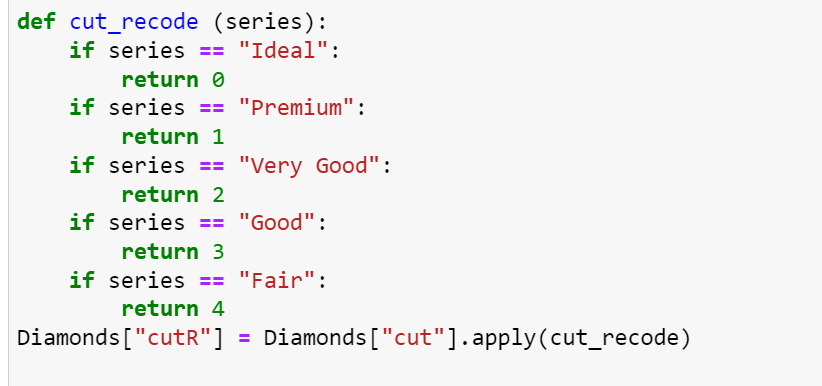 def cut_recode (series):
    if series == "Ideal":
        return 0
    if series == "Premium":
        return 1
    if series == "Very Good":
        return 2
    if series == "Good":
        return 3
    if series == "Fair":
        return 4
Diamonds["cutR"] = Diamonds["cut"].apply(cut_recode)